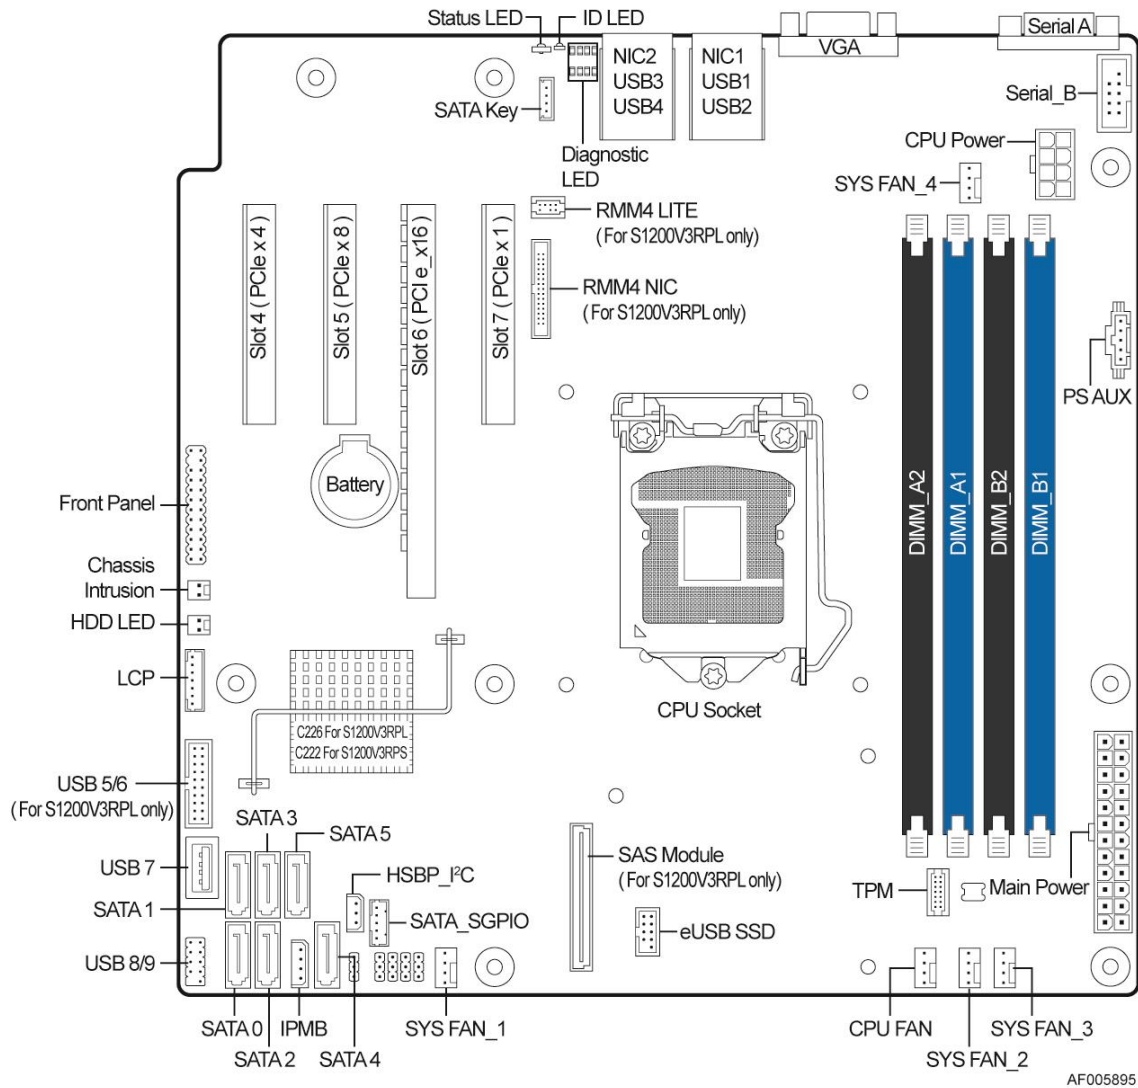 Status LED
ID LED
VGA
Serial A
NIC2
USB3
USB4
NIC1
USB1
USB2
SATA Key
Serial_B
Diagnostic
LED
CPU Power
SYS FAN_4
RMM4 LITE
( For S1200V3RPL only)
RMM4 NIC
( For S1200V3RPL only)
Slot 4 ( PCIe x 4 )
Slot 5 ( PCIe x 8 )
Slot 6 ( PCI e_x16 )
Slot 7 ( PCIe x 1 )
PS AUX
Battery
Front Panel
DIMM_A2
DIMM_A1
DIMM_B2
DIMM_B1
Chassis
Intrusion
HDD LED
LCP
CPU Socket
C226 For S1200V3RPL
C222 For S1200V3RPS
USB 5/6
( For S1200V3RPL only)
SATA 3
SATA 5
USB 7
HSBP_I²C
SAS Module
( For S1200V3RPL only)
TPM
Main Power
SATA 1
SATA_SGPIO
eUSB SSD
USB 8/9
SATA 0
IPMB
SYS FAN_1
CPU FAN
SYS FAN_3
SATA 2
SATA 4
SYS FAN_2
AF005895